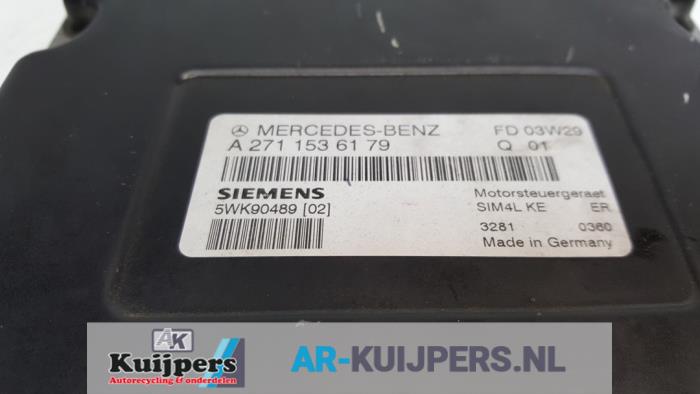 MERCEDES-BENZ FD 03W29
A 271 153 61 79 Q 01
SIEMENS Motorsteuergeraet
5WK90489 [02] SIM4L KE ER
3281 0360
Made in Germany
AK
Kuijpers
Autorecycling & onderdelen
AR-KUIJPERS.NL